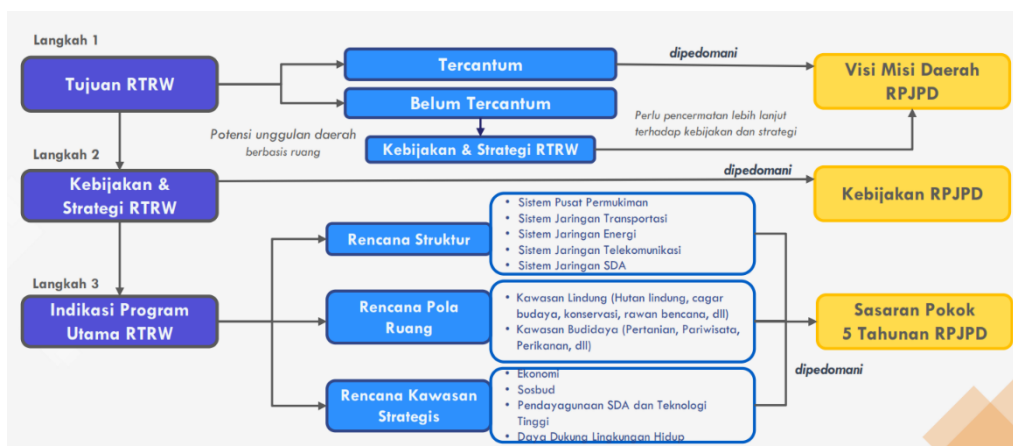 Langkah 1
Tujuan RTRW
Tercantum
dipedomani
Visi Misi Daerah
RPJPD
Belum Tercantum
Potensi unggulan daerah
berbasis ruang
Kebijakan & Strategi RTRW
Perlu pencermatan lebih lanjut
terhadap kebijakan dan strategi
Langkah 2
Kebijakan &
Strategi RTRW
dipedomani
Kebijakan RPJPD
Langkah 3
Indikasi Program
Utama RTRW
Rencana Struktur
• Sistem Pusat Permukiman
• Sistem Jaringan Transportasi
• Sistem Jaringan Energi
• Sistem Jaringan Telekomunikasi
• Sistem Jaringan SDA
Rencana Pola
Ruang
• Kawasan Lindung (Hutan lindung, cagar
budaya, konservasi, rawan bencana, dll)
• Kawasan Budidaya (Pertanian, Pariwisata,
Perikanan, dll)
Rencana Kawasan
Strategis
• Ekonomi
• Sosbud
• Pendayagunaan SDA dan Teknologi
Tinggi
• Daya Dukung Lingkungan Hidup
Sasaran Pokok
5 Tahunan RPJPD
dipedomani